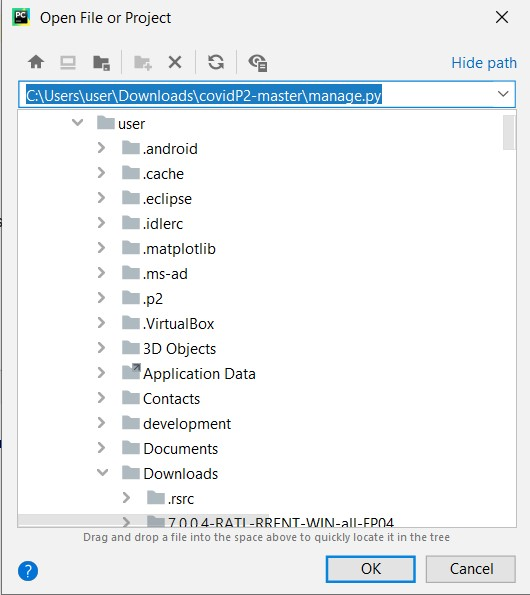 PC
Open File or Project
Hide path
C:\Users\user\Downloads\covidP2-master\manage.py
user
.android
.cache
.eclipse
.idlerc
.matplotlib
.ms-ad
.p2
.VirtualBox
3D Objects
Application Data
Contacts
development
Documents
Downloads
.rsrc
7.0.0.4-RATL-RRENT-WIN-all-FP04
Drag and drop a file into the space above to quickly locate it in the tree
?
OK
Cancel